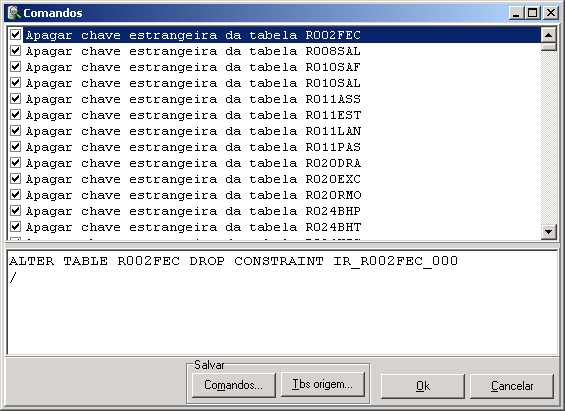 Comandos
Apagar chave estrangeira da tabela R002FEC
Apagar chave estrangeira da tabela R008SAL
Apagar chave estrangeira da tabela R010SAF
Apagar chave estrangeira da tabela R010SAL
Apagar chave estrangeira da tabela R011ASS
Apagar chave estrangeira da tabela R011EST
Apagar chave estrangeira da tabela R011LAN
Apagar chave estrangeira da tabela R011PAS
Apagar chave estrangeira da tabela R020DRA
Apagar chave estrangeira da tabela R020EXC
Apagar chave estrangeira da tabela R020RMO
Apagar chave estrangeira da tabela R024BHP
Apagar chave estrangeira da tabela R024BHT
ALTER TABLE R002FEC DROP CONSTRAINT IR_R002FEC_000
/
Salvar
Comandos... Tbs origem... Ok Cancelar